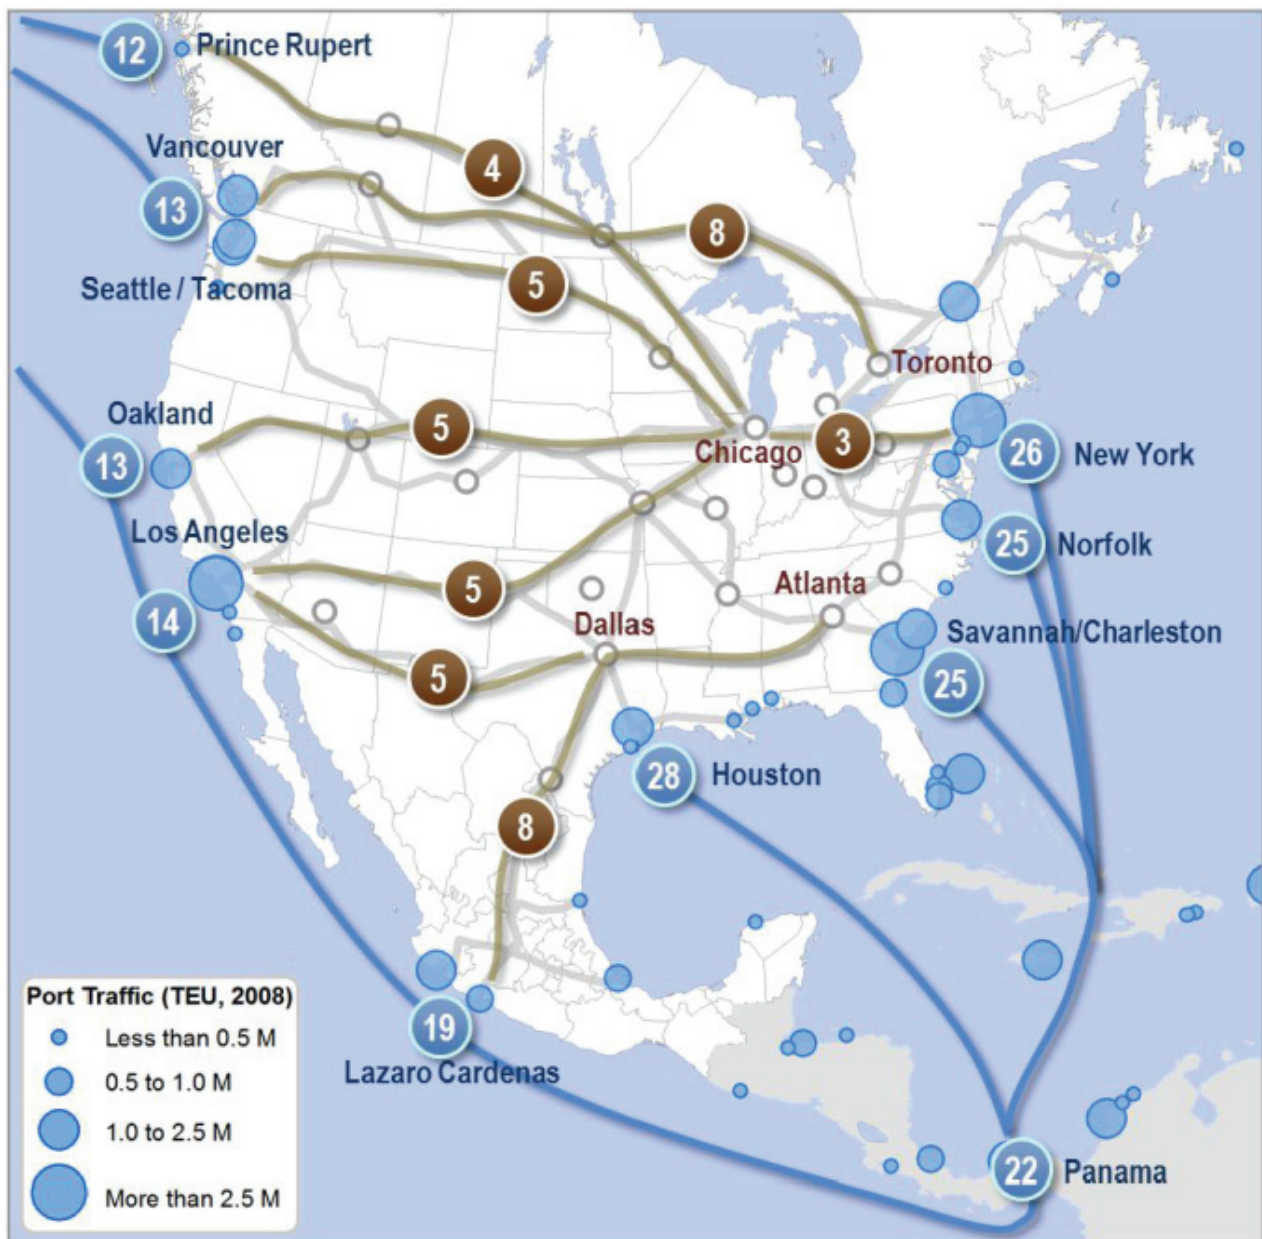 12
Prince Rupert
Vancouver
4
13
8
Seattle / Tacoma
5
Toronto
Oakland
5
Chicago
3
26
New York
13
Los Angeles
25
Norfolk
5
Atlanta
14
Dallas
Savannah/Charleston
5
25
28
Houston
8
Port Traffic (TEU, 2008)
Less than 0.5 M
0.5 to 1.0 M
1.0 to 2.5 M
More than 2.5 M
19
Lazaro Cardenas
22
Panama